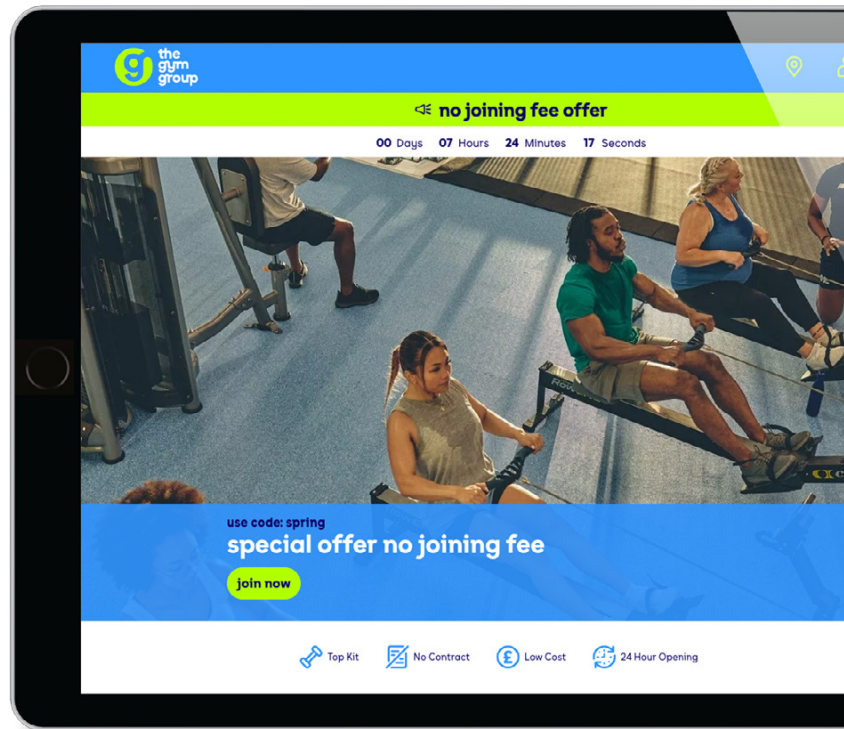 the
gym
group
no joining fee offer
00 Days 07 Hours 24 Minutes 17 Seconds
use code: spring
special offer no joining fee
join now
Top Kit No Contract £ Low Cost 24 Hour Opening